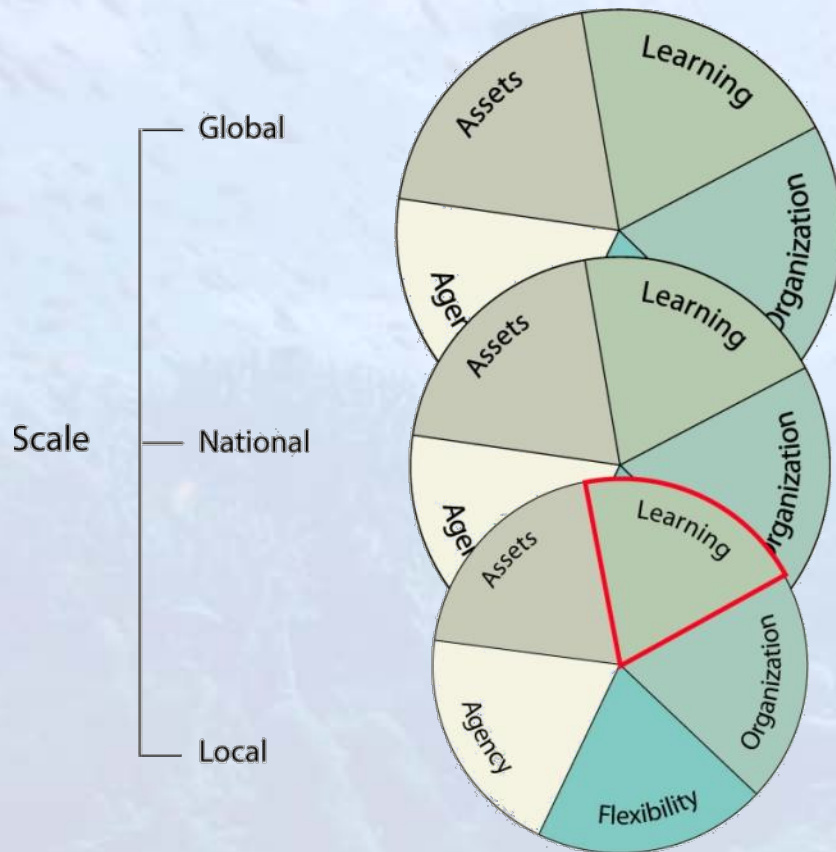 Learning
Assets
Global
Organization
Learning
Assets
Scale
National
Organization
Learning
Assets
Organization
Agency
Local
Flexibility